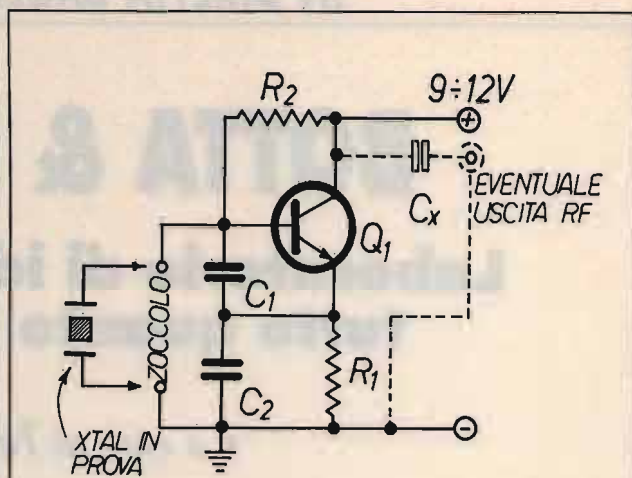 R2
9÷12V
+
EVENTUALE
USCITA RF
Cx
Q1
C1
ZOCCOLO
R1
C2
XTAL IN
PROVA
-